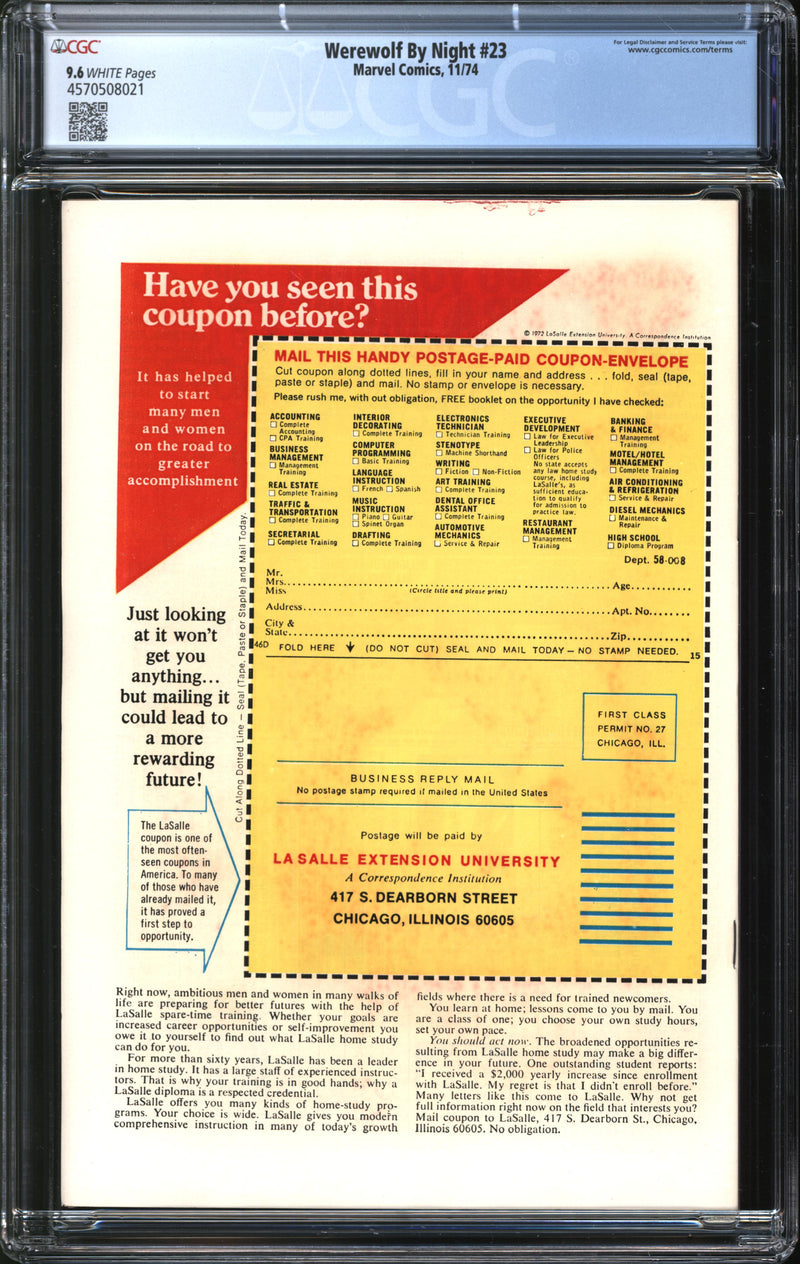 CGC
Werewolf By Night #23
Marvel Comics, 11/74
For Legal Disclaimer and Service Terms please visit:
www.cgccomics.com/terms
9.6 WHITE Pages
4570508021
CGC
Have you seen this
coupon before?
© 1972 LaSalle Extension University. A Correspondence Institution
It has helped
to start
many men
and women
on the road to
greater
accomplishment
MAIL THIS HANDY POSTAGE-PAID COUPON-ENVELOPE
Cut coupon along dotted lines, fill in your name and address . . . fold, seal (tape,
paste or staple) and mail. No stamp or envelope is necessary.
Please rush me, with out obligation, FREE booklet on the opportunity I have checked:
ACCOUNTING
☐ Complete
Accounting
☐ CPA Training
BUSINESS
MANAGEMENT
☐ Management
Training
REAL ESTATE
☐ Complete Training
TRAFFIC &
TRANSPORTATION
☐ Complete Training
SECRETARIAL
☐ Complete Training
INTERIOR
DECORATING
☐ Complete Training
COMPUTER
PROGRAMMING
☐ Basic Training
LANGUAGE
INSTRUCTION
☐ French ☐ Spanish
MUSIC
INSTRUCTION
☐ Piano ☐ Guitar
☐ Spinet Organ
DRAFTING
☐ Complete Training
ELECTRONICS
TECHNICIAN
☐ Technician Training
STENOTYPE
☐ Machine Shorthand
WRITING
☐ Fiction ☐ Non-Fiction
ART TRAINING
☐ Complete Training
DENTAL OFFICE
ASSISTANT
☐ Complete Training
AUTOMOTIVE
MECHANICS
☐ Service & Repair
EXECUTIVE
DEVELOPMENT
☐ Law for Executive
Leadership
☐ Law for Police
Officers
No state accepts
any law home study
course, including
LaSalle's, as
sufficient educa-
tion to qualify
for admission to
practice law.
RESTAURANT
MANAGEMENT
☐ Management
Training
BANKING
& FINANCE
☐ Management
Training
MOTEL/HOTEL
MANAGEMENT
☐ Complete Training
AIR CONDITIONING
& REFRIGERATION
☐ Service & Repair
DIESEL MECHANICS
☐ Maintenance &
Repair
HIGH SCHOOL
☐ Diploma Program
Dept. 58-008
Mr.
Mrs. Age
Miss (Circle title and please print)
Address Apt. No.
City &
State Zip
46D FOLD HERE (DO NOT CUT) SEAL AND MAIL TODAY – NO STAMP NEEDED. 15
Cut Along Dotted Line – Seal (Tape, Paste or Staple) and Mail Today.
Just looking
at it won't
get you
anything...
but mailing it
could lead to
a more
rewarding
future!
FIRST CLASS
PERMIT NO. 27
CHICAGO, ILL.
BUSINESS REPLY MAIL
No postage stamp required if mailed in the United States
Postage will be paid by
LA SALLE EXTENSION UNIVERSITY
A Correspondence Institution
417 S. DEARBORN STREET
CHICAGO, ILLINOIS 60605
The LaSalle
coupon is one of
the most often-
seen coupons in
America. To many
of those who have
already mailed it,
it has proved a
first step to
opportunity.
Right now, ambitious men and women in many walks of
life are preparing for better futures with the help of
LaSalle spare-time training. Whether your goals are
increased career opportunities or self-improvement you
owe it to yourself to find out what LaSalle home study
can do for you.
For more than sixty years, LaSalle has been a leader
in home study. It has a large staff of experienced instruc-
tors. That is why your training is in good hands; why a
LaSalle diploma is a respected credential.
LaSalle offers you many kinds of home-study pro-
grams. Your choice is wide. LaSalle gives you modern
comprehensive instruction in many of today's growth
fields where there is a need for trained newcomers.
You learn at home; lessons come to you by mail. You
are a class of one; you choose your own study hours,
set your own pace.
You should act now. The broadened opportunities re-
sulting from LaSalle home study may make a big differ-
ence in your future. One outstanding student reports:
"I received a $2,000 yearly increase since enrollment
with LaSalle. My regret is that I didn't enroll before."
Many letters like this come to LaSalle. Why not get
full information right now on the field that interests you?
Mail coupon to LaSalle, 417 S. Dearborn St., Chicago,
Illinois 60605. No obligation.